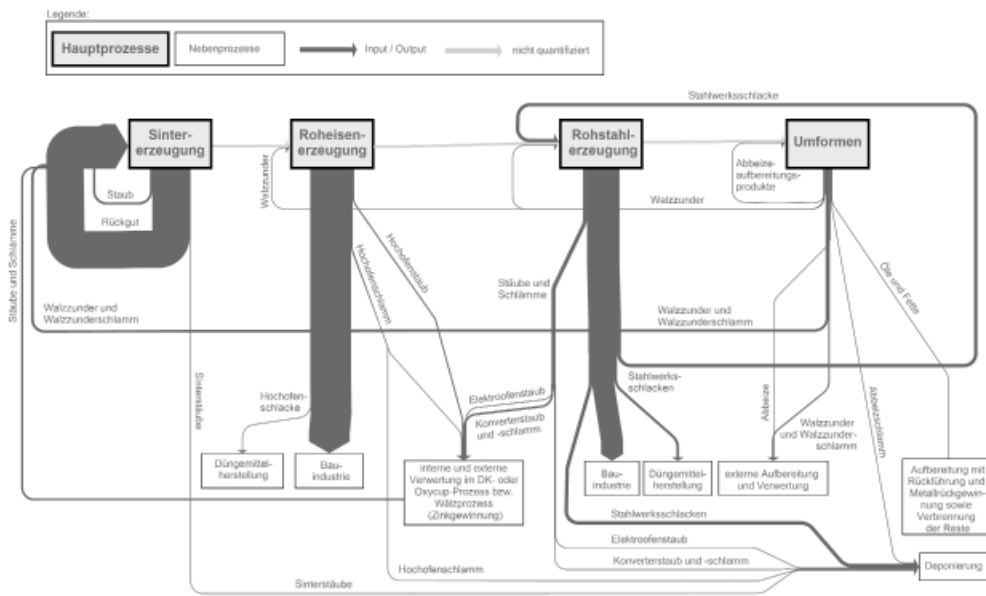 Legende:
Hauptprozesse
Nebenprozesse
Input / Output
nicht quantifiziert
Stahlwerksschlacke
Sinter-
erzeugung
Roheisen-
erzeugung
Rohstahl-
erzeugung
Umformen
Staub
Rückgut
Walzzunder
Walzzunder
Abbeize-
aufbereitungs-
produkte
Stäube und Schlämme
Walzzunder und
Walzzunderschlamm
Hochofenstaub
Hochofenschlamm
Stäube und
Schlämme
Walzzunder und
Walzzunderschlamm
Öle und Fette
Sinterstäube
Hochofen-
schlacke
Elektroofenstaub
Konverterstaub
und -schlamm
Stahlwerks-
schlacken
Abbeize
Walzzunder
und Walzzunder-
schlamm
Abbeizschlamm
Düngemittel-
herstellung
Bau-
industrie
interne und externe
Verwertung im DK- oder
Oxycup-Prozess bzw.
Wälzprozess
(Zinkgewinnung)
Bau-
industrie
Düngemittel-
herstellung
externe Aufbereitung
und Verwertung
Aufbereitung mit
Rückführung und
Metallrückgewin-
nung sowie
Verbrennung
der Reste
Stahlwerksschlacken
Elektroofenstaub
Konverterstaub und -schlamm
Hochofenschlamm
Sinterstäube
Deponierung